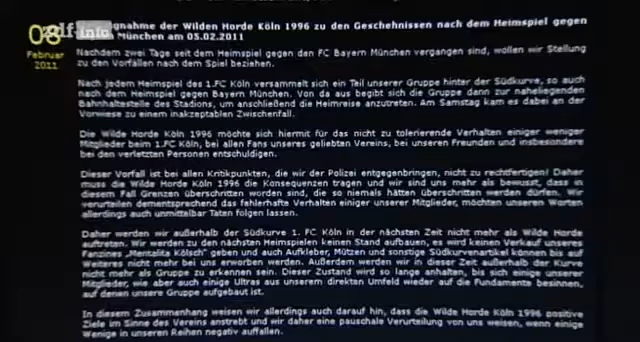 zdf info
08
Februar
2011
gnahme der Wilden Horde Köln 1996 zu den Geschehnissen nach dem Heimspiel gegen
München am 05.02.2011
Nachdem zwei Tage seit dem Heimspiel gegen den FC Bayern München vergangen sind, wollen wir Stellung
zu den Vorfällen nach dem Spiel beziehen.
Nach jedem Heimspiel des 1.FC Köln versammelt sich ein Teil unserer Gruppe hinter der Südkurve, so auch
nach dem Heimspiel gegen Bayern München. Von da aus begibt sich die Gruppe dann zur naheliegenden
Bahnhaltestelle des Stadions, um anschließend die Heimreise anzutreten. Am Samstag kam es dabei an der
Vorwiese zu einem inakzeptablen Zwischenfall.
Die Wilde Horde Köln 1996 möchte sich hiermit für das nicht zu tolerierende Verhalten einiger weniger
Mitglieder beim 1.FC Köln, bei allen Fans unseres geliebten Vereins, bei unseren Freunden und insbesondere
bei den verletzten Personen entschuldigen.
Dieser Vorfall ist bei allen Kritikpunkten, die wir der Polizei entgegenbringen, nicht zu rechtfertigen! Daher
muss die Wilde Horde Köln 1996 die Konsequenzen tragen und wir sind uns mehr als bewusst, dass in
diesem Fall Grenzen überschritten worden sind, die so niemals hätten überschritten werden dürfen. Wir
verurteilen dementsprechend das fehlerhafte Verhalten einiger unserer Mitglieder, möchten unseren Worten
allerdings auch unmittelbar Taten folgen lassen.
Daher werden wir außerhalb der Südkurve 1. FC Köln in der nächsten Zeit nicht mehr als Wilde Horde
auftreten. Wir werden zu den nächsten Heimspielen keinen Stand aufbauen, es wird keinen Verkauf unseres
Fanzines „Mentalita Kölsch“ geben und auch Aufkleber, Mützen und sonstige Südkurvenartikel können bis auf
Weiteres nicht mehr bei uns erworben werden. Außerdem werden wir in dieser Zeit außerhalb der Kurve
nicht mehr als Gruppe zu erkennen sein. Dieser Zustand wird so lange anhalten, bis sich einige unserer
Mitglieder, wie aber auch einige Ultras aus unserem direkten Umfeld wieder auf die Fundamente besinnen,
auf denen unsere Gruppe aufgebaut ist.
In diesem Zusammenhang weisen wir allerdings auch darauf hin, dass die Wilde Horde Köln 1996 positive
Ziele im Sinne des Vereins anstrebt und wir daher eine pauschale Verurteilung von uns weisen, wenn einige
Wenige in unseren Reihen negativ auffallen.